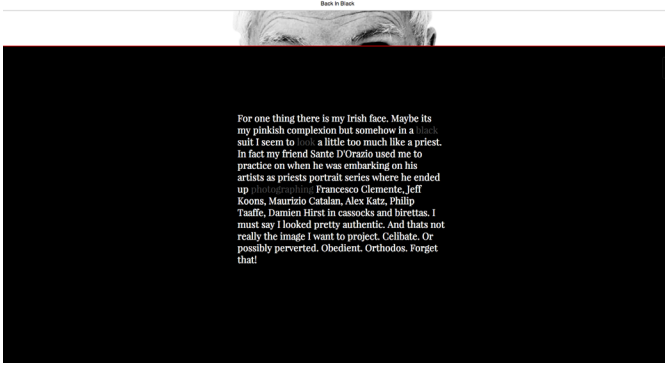 Back In Black
For one thing there is my Irish face. Maybe its
my pinkish complexion but somehow in a black
suit I seem to look a little too much like a priest.
In fact my friend Sante D'Orazio used me to
practice on when he was embarking on his
artists as priests portrait series where he ended
up photographing Francesco Clemente, Jeff
Koons, Maurizio Catalan, Alex Katz, Philip
Taaffe, Damien Hirst in cassocks and birettas. I
must say I looked pretty authentic. And thats not
really the image I want to project. Celibate. Or
possibly perverted. Obedient. Orthodos. Forget
that!